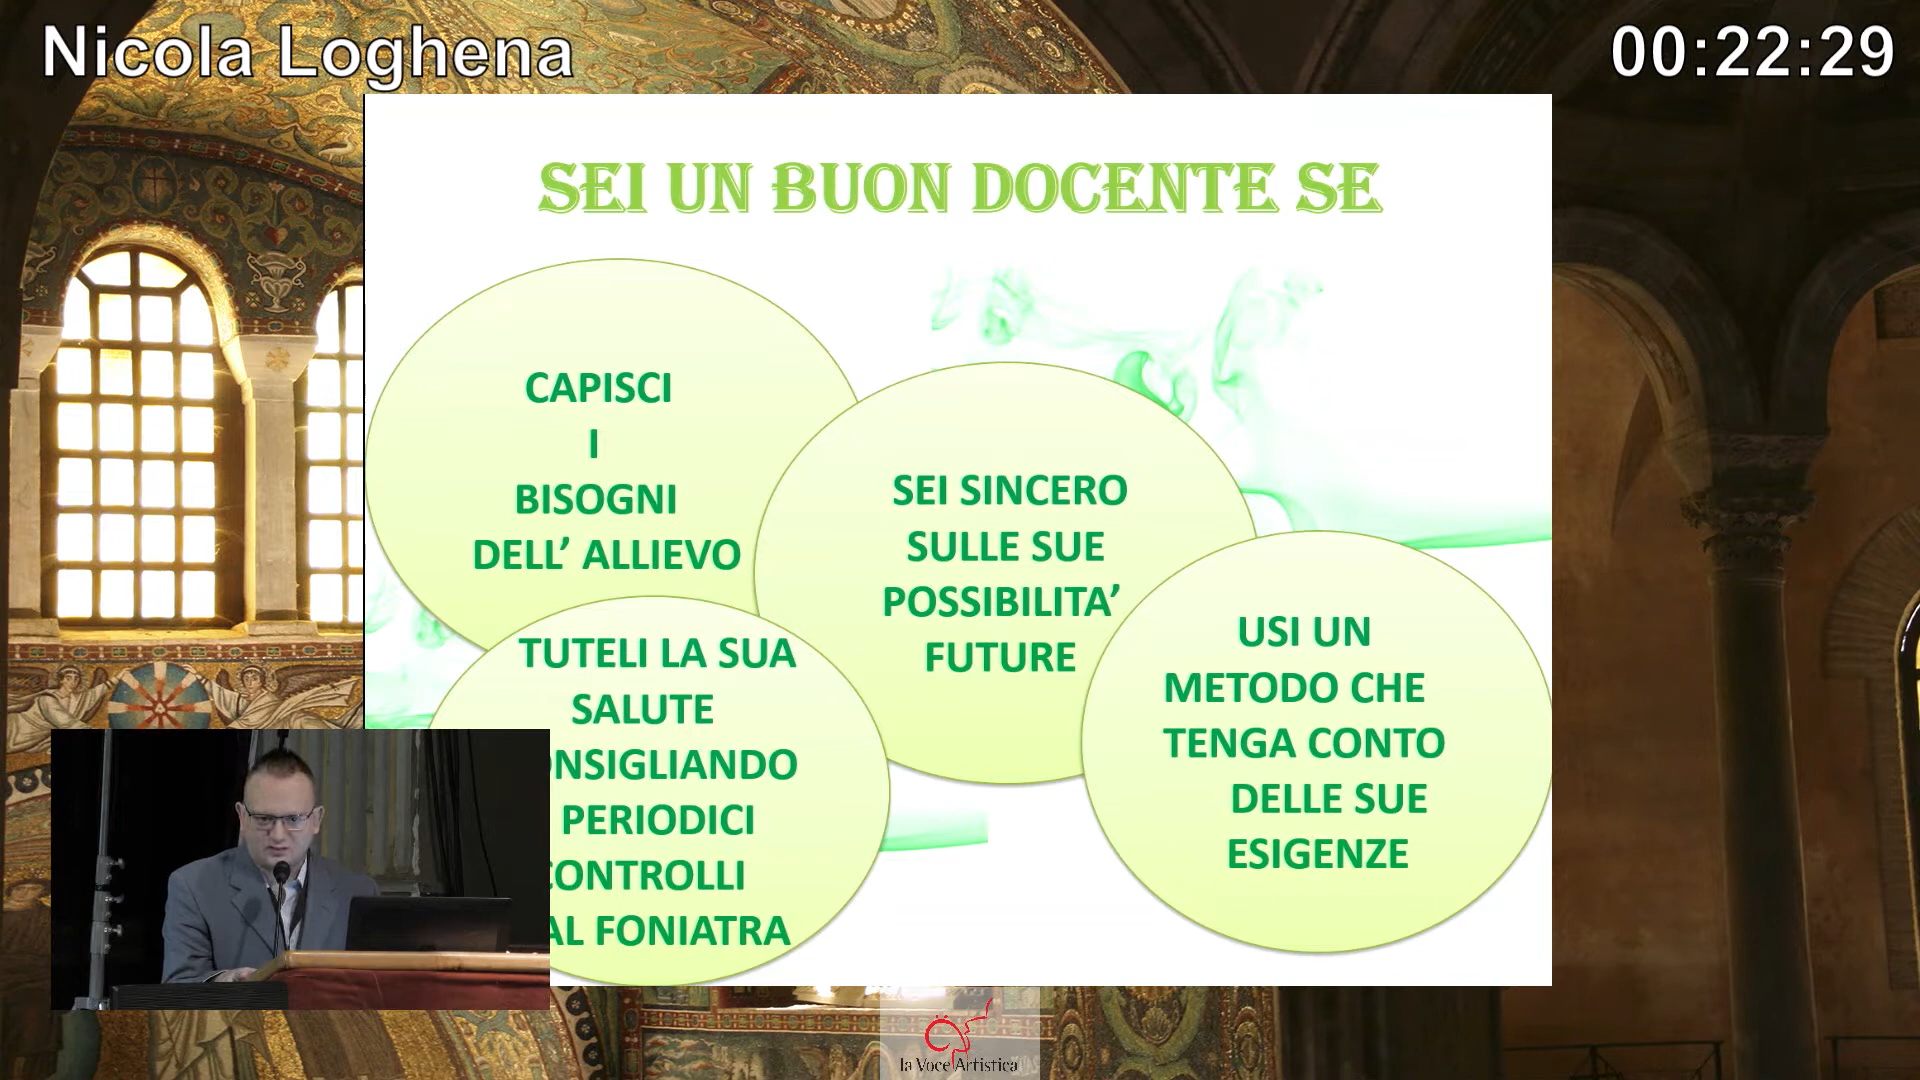 Nicola Loghena
00:22:29
SEI UN BUON DOCENTE SE
CAPISCI
I
BISOGNI
DELL’ ALLIEVO
SEI SINCERO
SULLE SUE
POSSIBILITA’
FUTURE
USI UN
METODO CHE
TENGA CONTO
DELLE SUE
ESIGENZE
TUTELI LA SUA
SALUTE
ONSIGLIANDO
PERIODICI
CONTROLLI
AL FONIATRA
la Voce Artistica